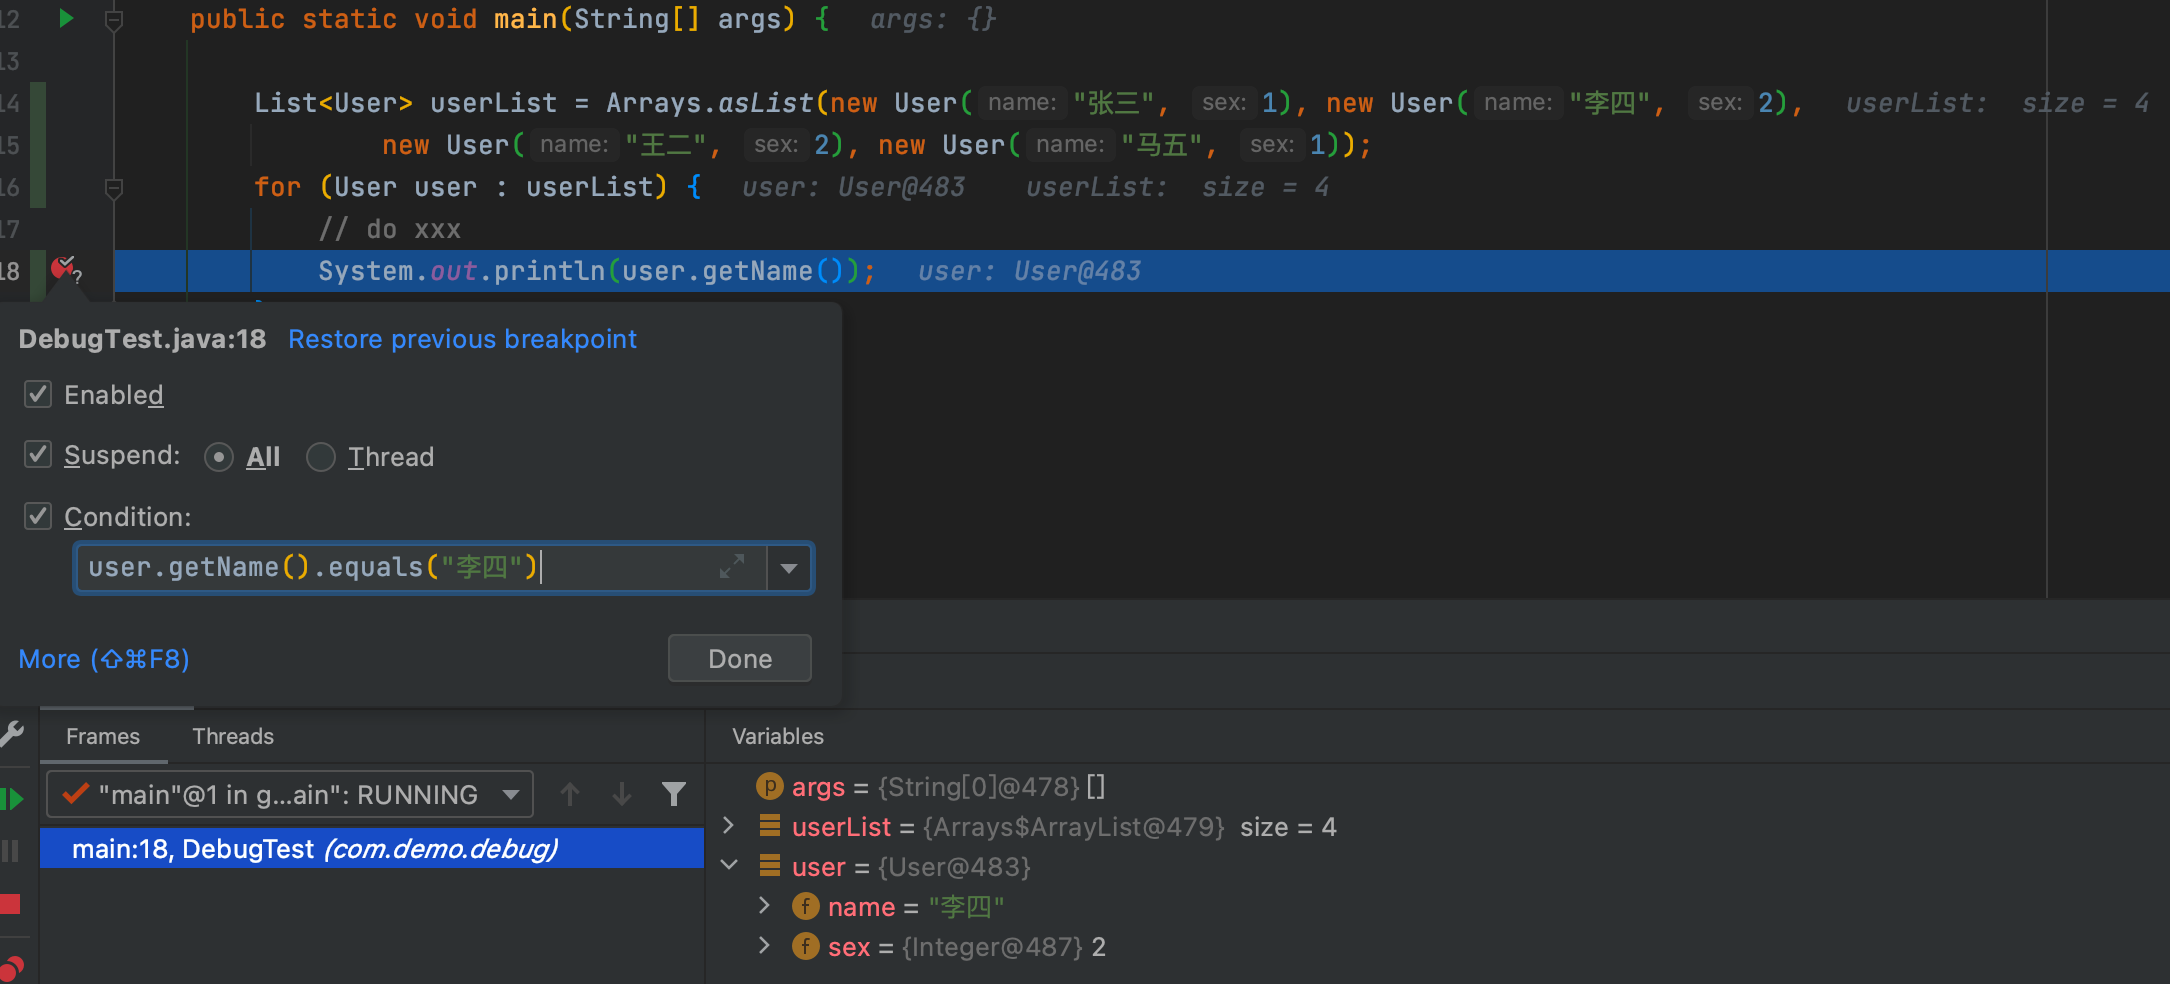 12 public static void main(String[] args) { args: {}
13
14 List<User> userList = Arrays.asList(new User( name: "张三", sex: 1), new User( name: "李四", sex: 2), userList: size = 4
15 new User( name: "王二", sex: 2), new User( name: "马五", sex: 1));
16 for (User user : userList) { user: User@483 userList: size = 4
17 // do xxx
18 System.out.println(user.getName()); user: User@483
DebugTest.java:18 Restore previous breakpoint
Enabled
Suspend: All Thread
Condition:
user.getName().equals("李四")
More (⇧⌘F8) Done
Frames Threads Variables
"main"@1 in g...ain": RUNNING
main:18, DebugTest (com.demo.debug)
args = {String[0]@478} []
userList = {Arrays$ArrayList@479} size = 4
user = {User@483}
name = "李四"
sex = {Integer@487} 2